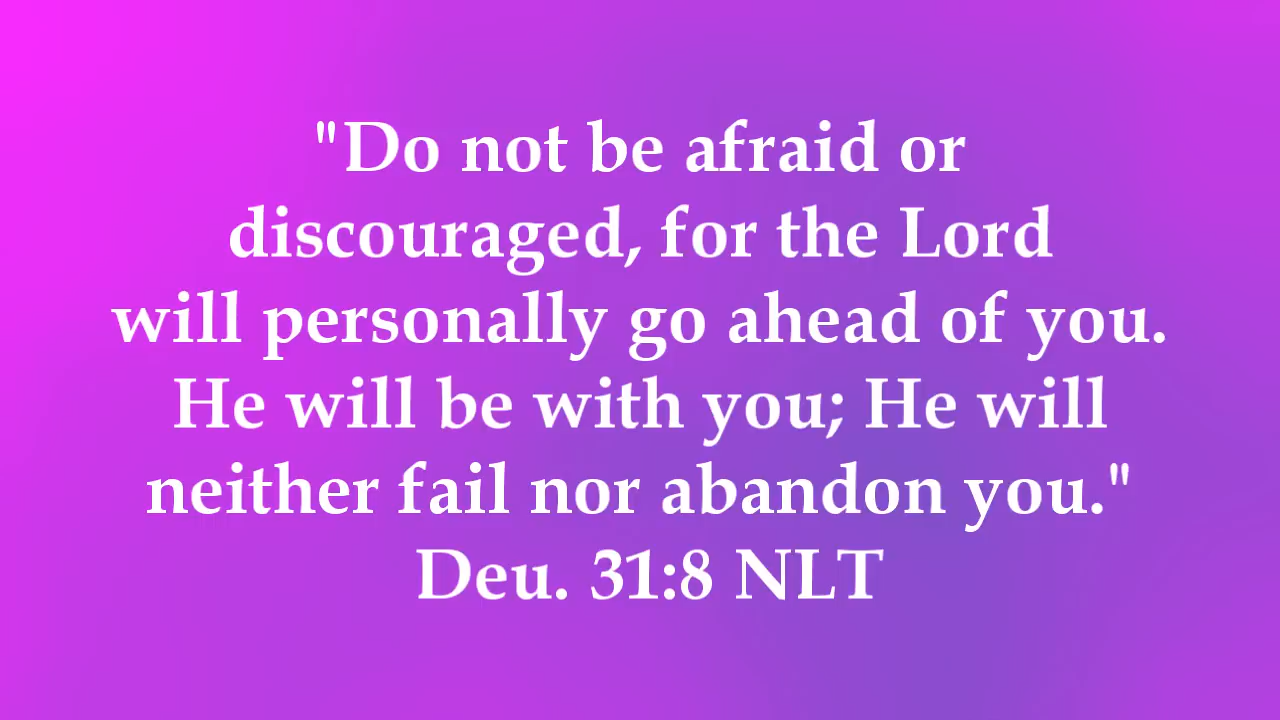 "Do not be afraid or
discouraged, for the Lord
will personally go ahead of you.
He will be with you; He will
neither fail nor abandon you."
Deu. 31:8 NLT